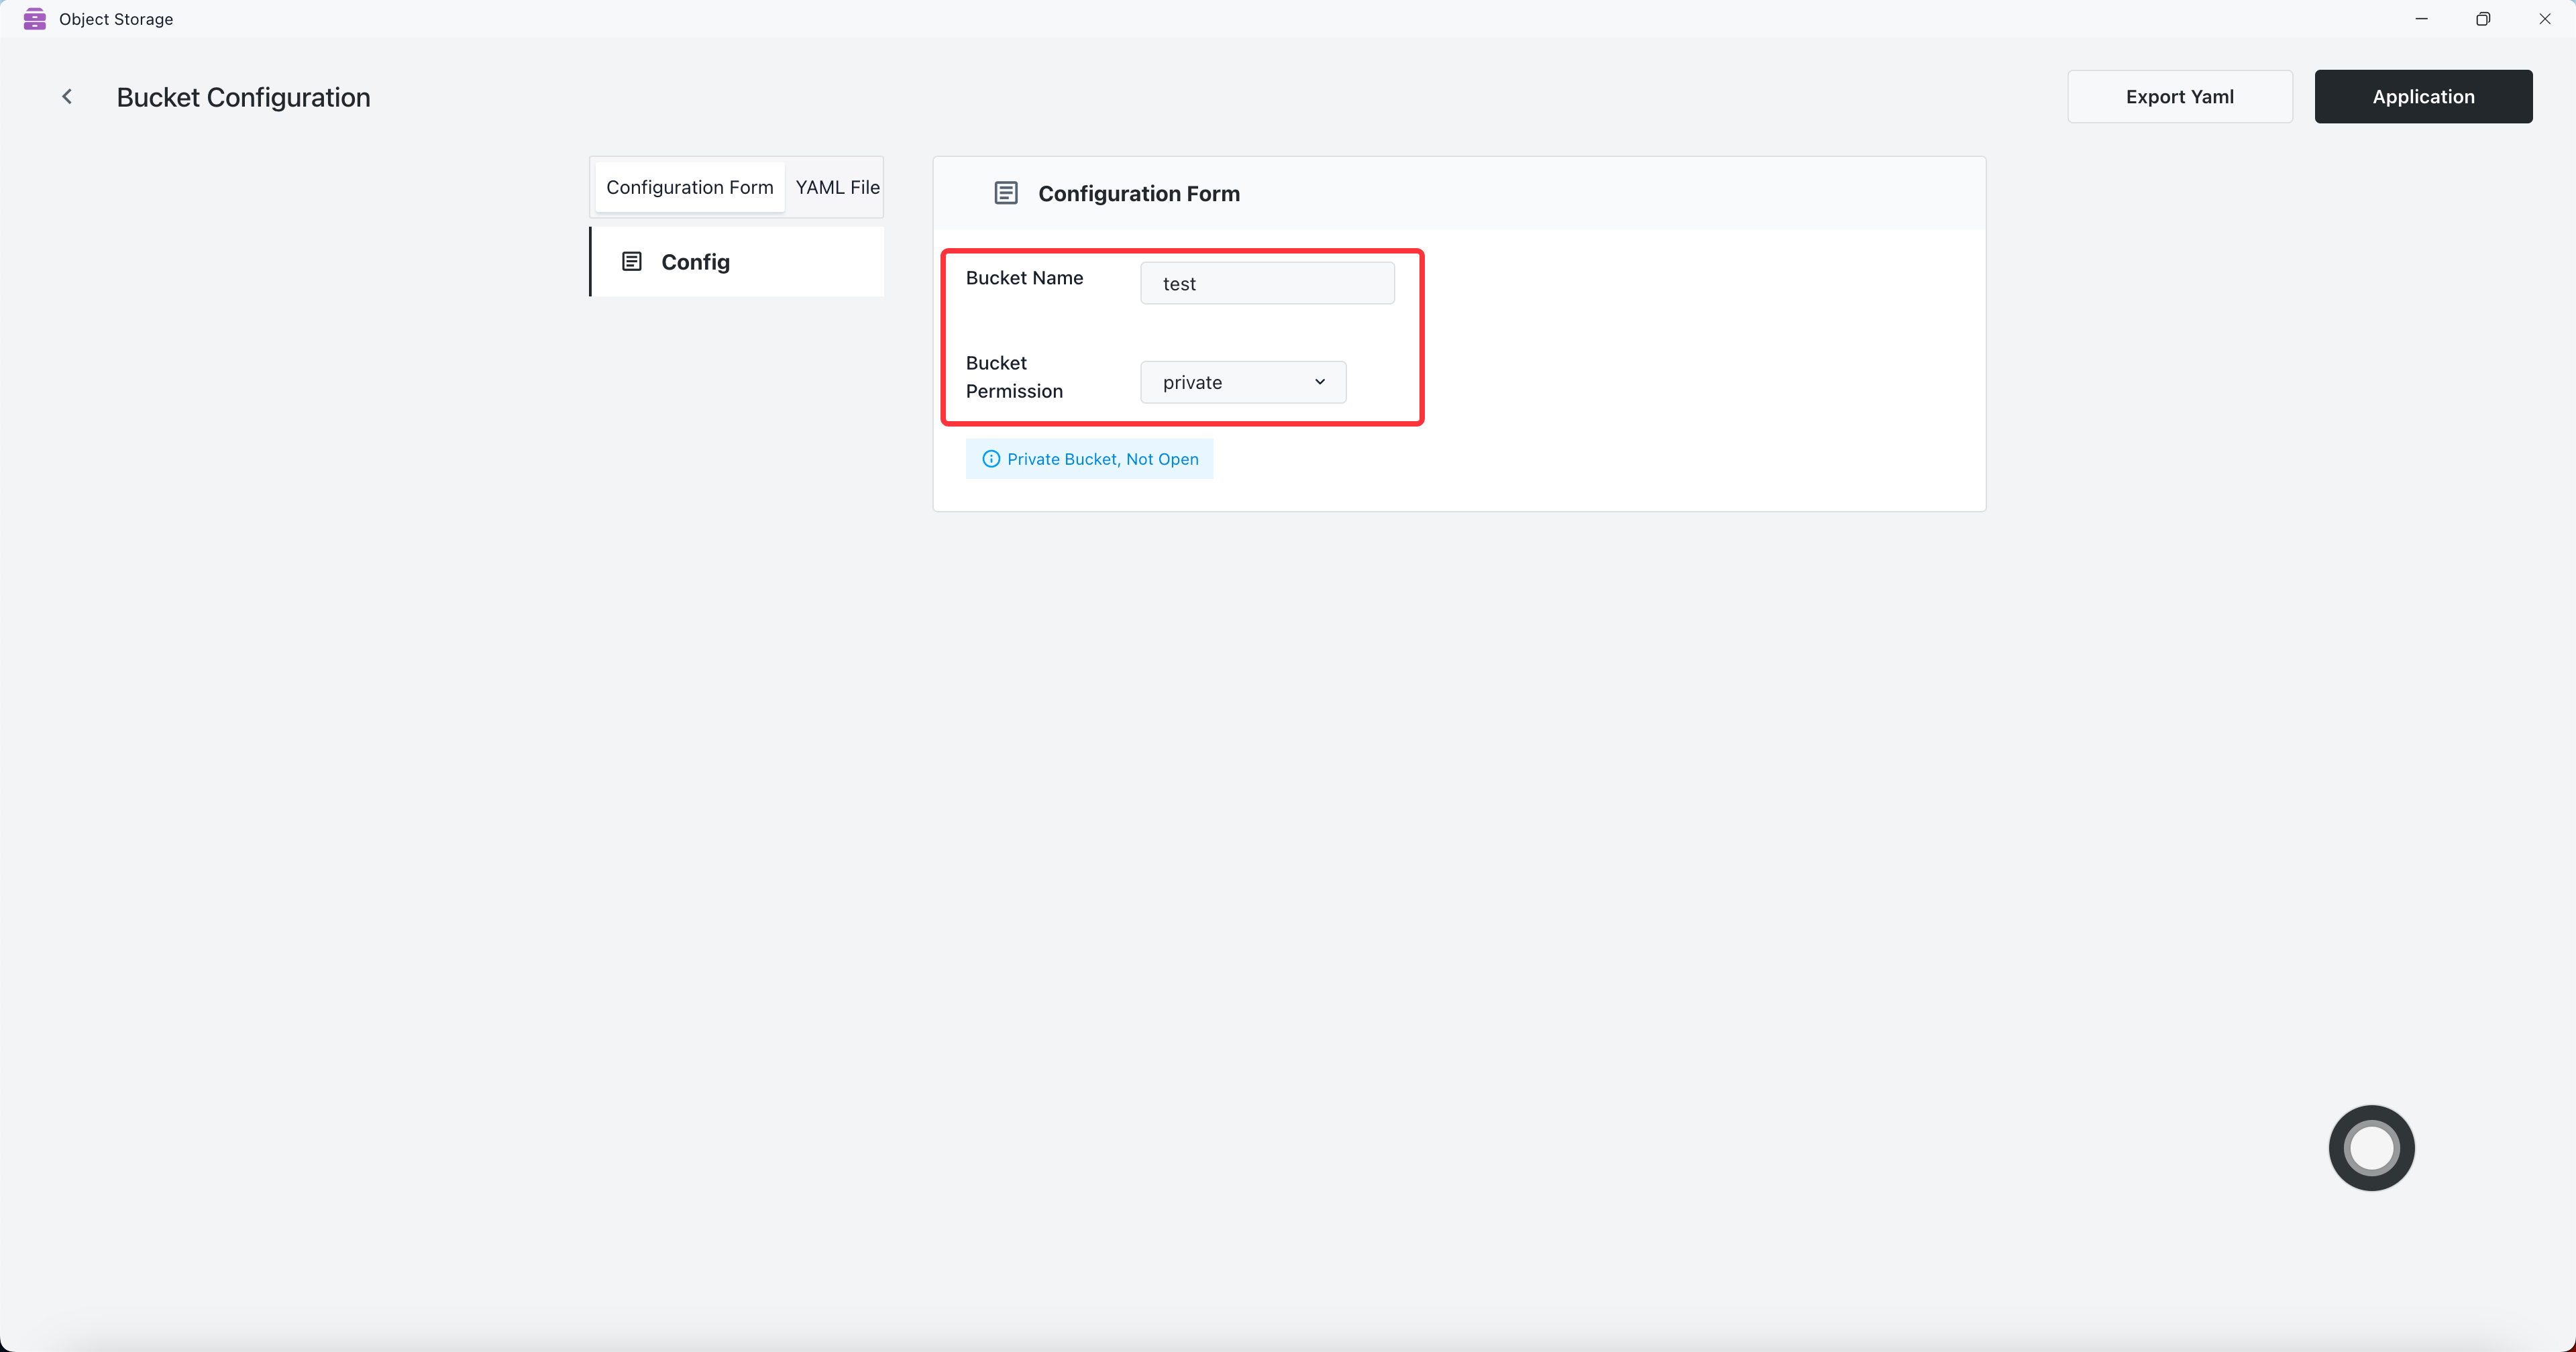 Object Storage
Bucket Configuration
Export Yaml
Application
Configuration Form
YAML File
Config
Configuration Form
Bucket Name
test
Bucket
Permission
private
Private Bucket, Not Open